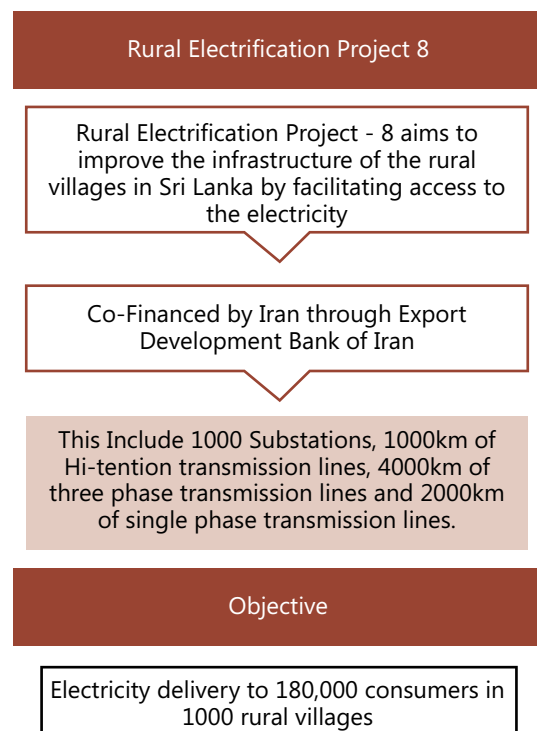 Rural Electrification Project 8
Rural Electrification Project - 8 aims to
improve the infrastructure of the rural
villages in Sri Lanka by facilitating access to
the electricity
Co-Financed by Iran through Export
Development Bank of Iran
This Include 1000 Substations, 1000km of
Hi-tention transmission lines, 4000km of
three phase transmission lines and 2000km
of single phase transmission lines.
Objective
Electricity delivery to 180,000 consumers in
1000 rural villages